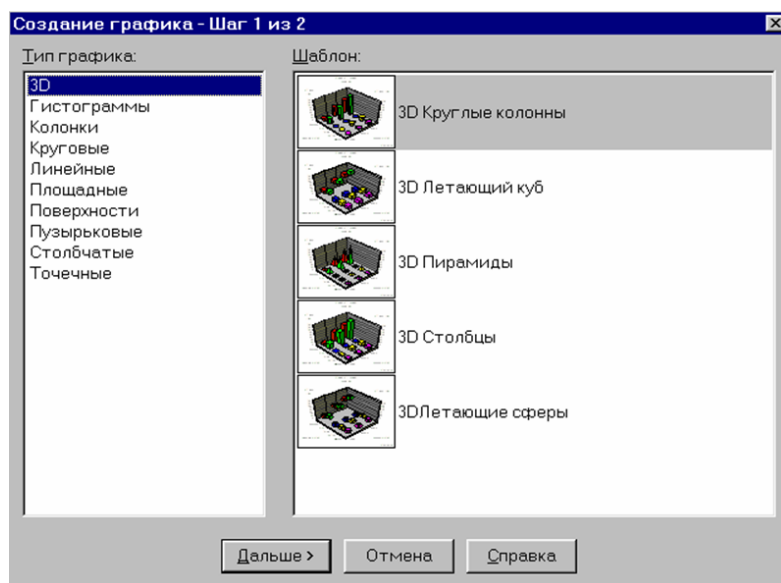 Создание графика - Шаг 1 из 2
Тип графика:
3D
Гистограммы
Колонки
Круговые
Линейные
Площадные
Поверхности
Пузырьковые
Столбчатые
Точечные
Шаблон:
3D Круглые колонны
3D Летающий куб
3D Пирамиды
3D Столбцы
3DЛетающие сферы
Дальше >
Отмена
Справка